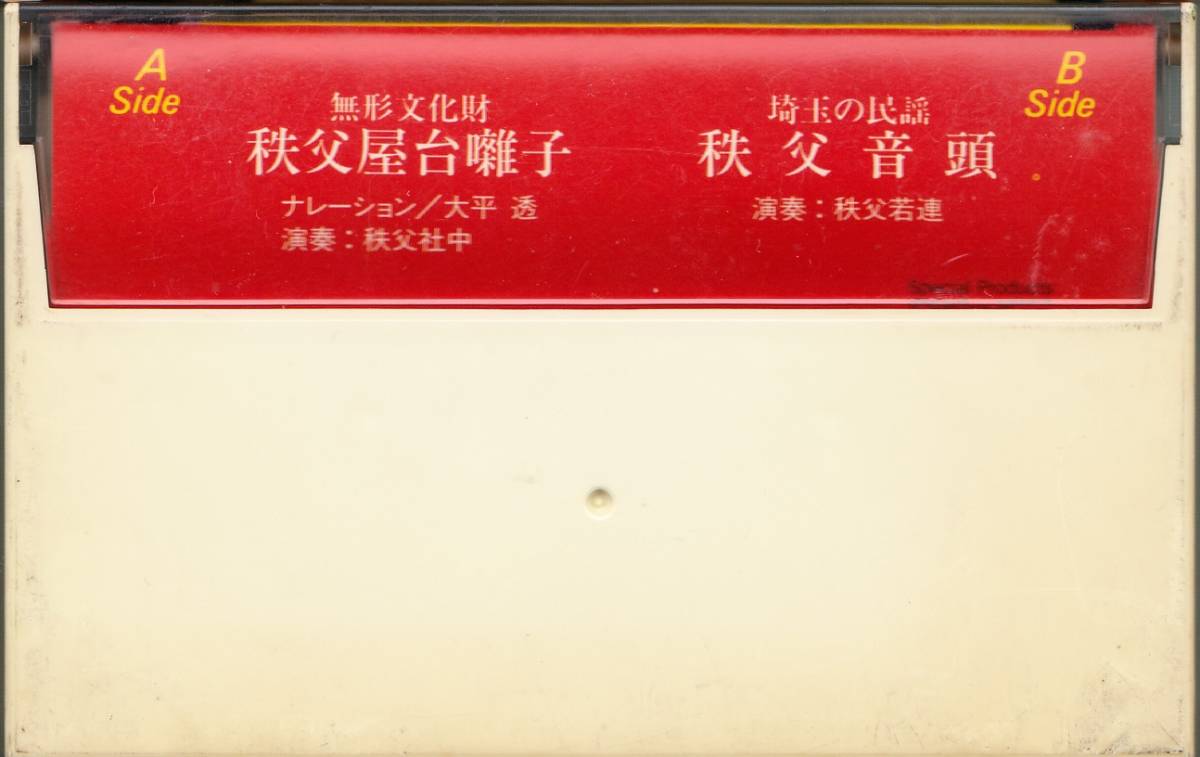 A
Side
無形文化財
秩父屋台囃子
ナレーション／大平 透
演奏：秩父社中
B
Side
埼玉の民謡
秩父音頭
演奏：秩父若連
Special Products